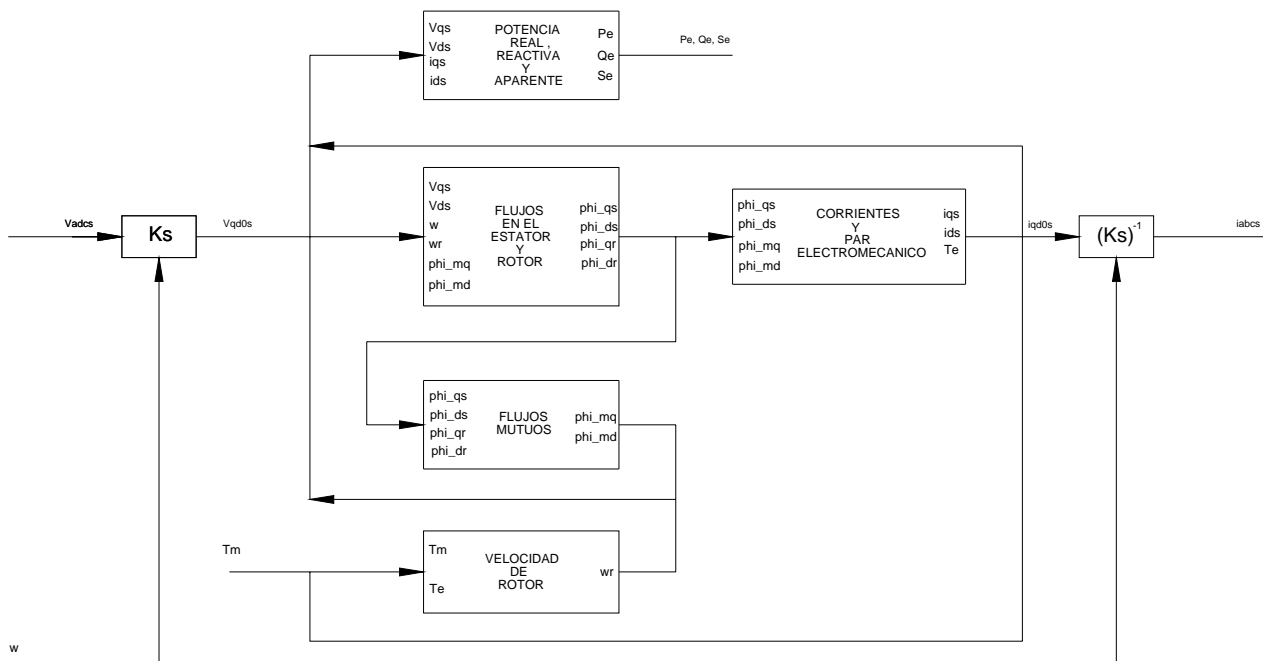 Vqs
Vds
iqs
ids
POTENCIA
REAL ,
REACTIVA
Y
APARENTE
Pe
Qe
Se
Pe, Qe, Se
Vadcs
Ks
Vqd0s
Vqs
Vds
w
wr
phi_mq
phi_md
FLUJOS
EN EL
ESTATOR
Y
ROTOR
phi_qs
phi_ds
phi_qr
phi_dr
phi_qs
phi_ds
phi_mq
phi_md
CORRIENTES
Y
PAR
ELECTROMECANICO
iqs
ids
Te
iqd0s
(Ks)⁻¹
iabcs
phi_qs
phi_ds
phi_qr
phi_dr
FLUJOS
MUTUOS
phi_mq
phi_md
Tm
Tm
Te
VELOCIDAD
DE
ROTOR
wr
w